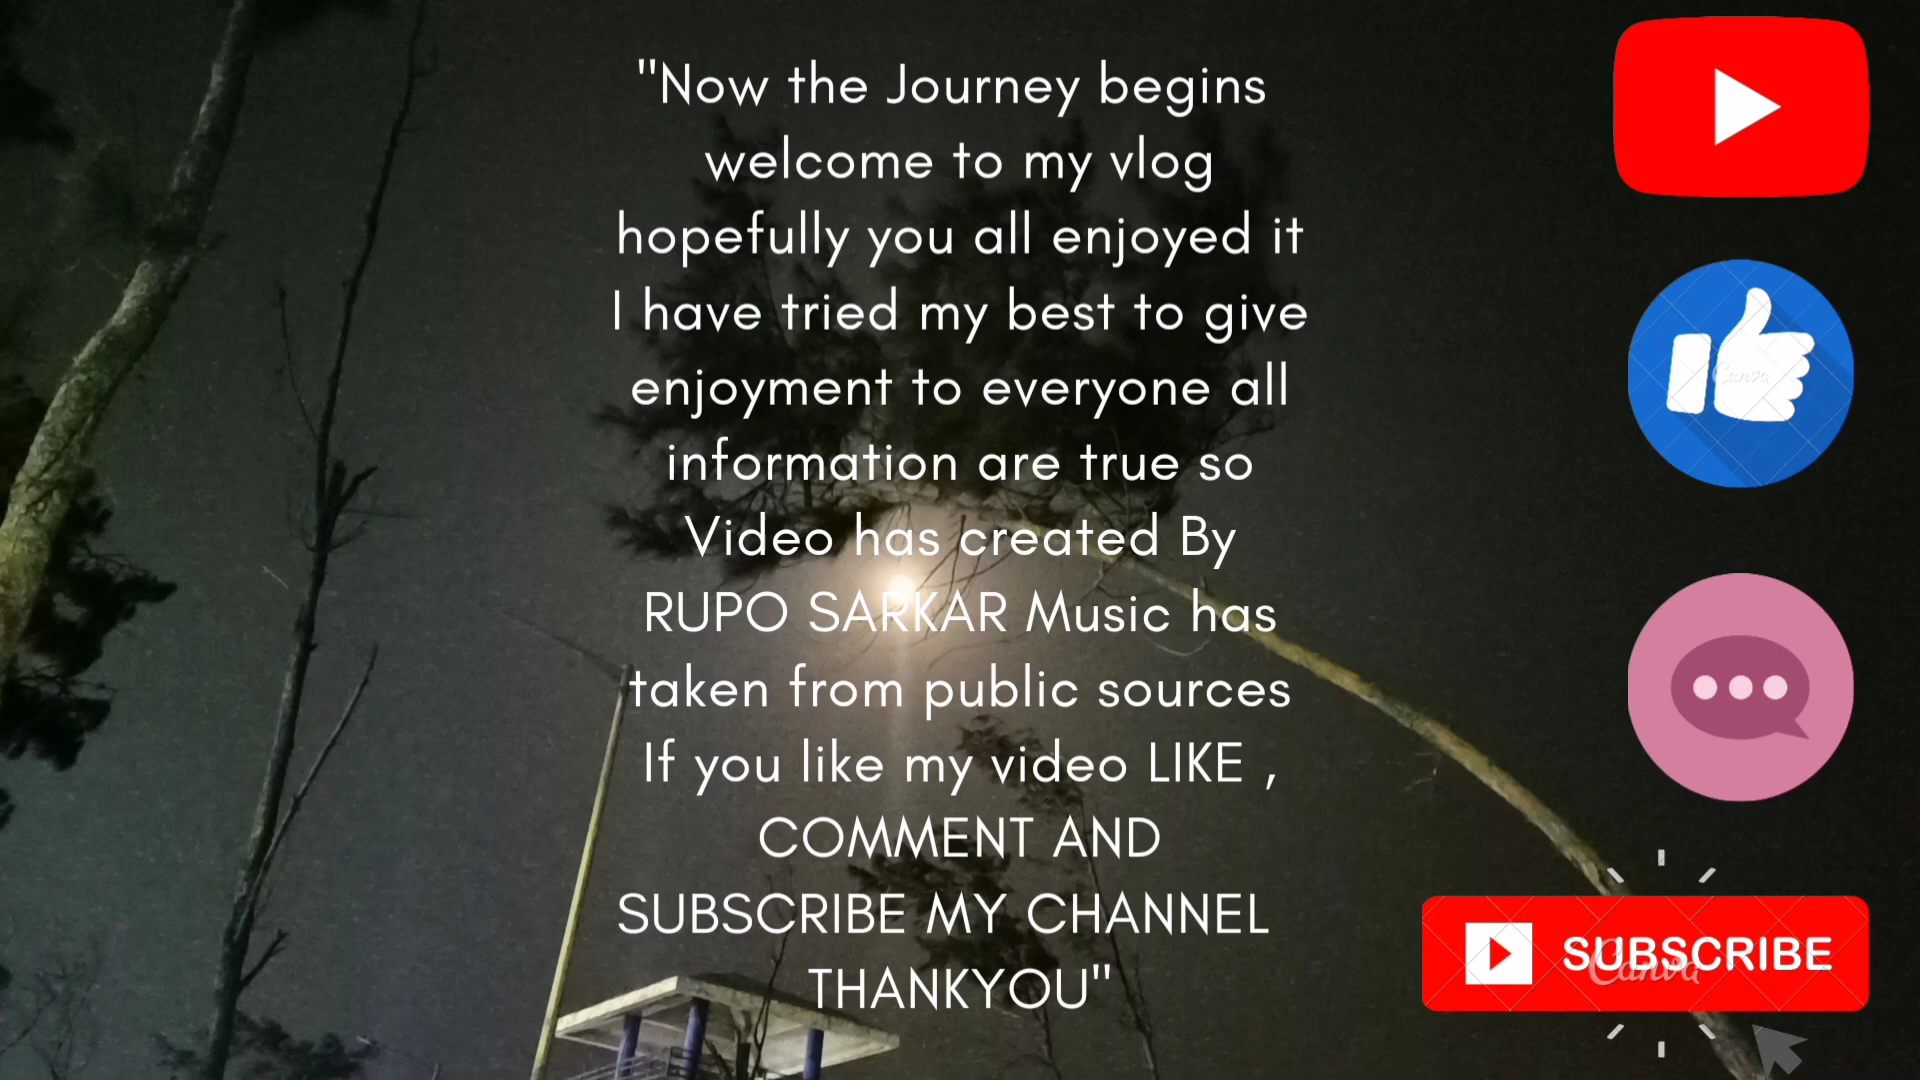 "Now the Journey begins
welcome to my vlog
hopefully you all enjoyed it
I have tried my best to give
enjoyment to everyone all
information are true so
Video has created By
RUPO SARKAR Music has
taken from public sources
If you like my video LIKE ,
COMMENT AND
SUBSCRIBE MY CHANNEL
THANKYOU"
Canva
SUBSCRIBE
Canva